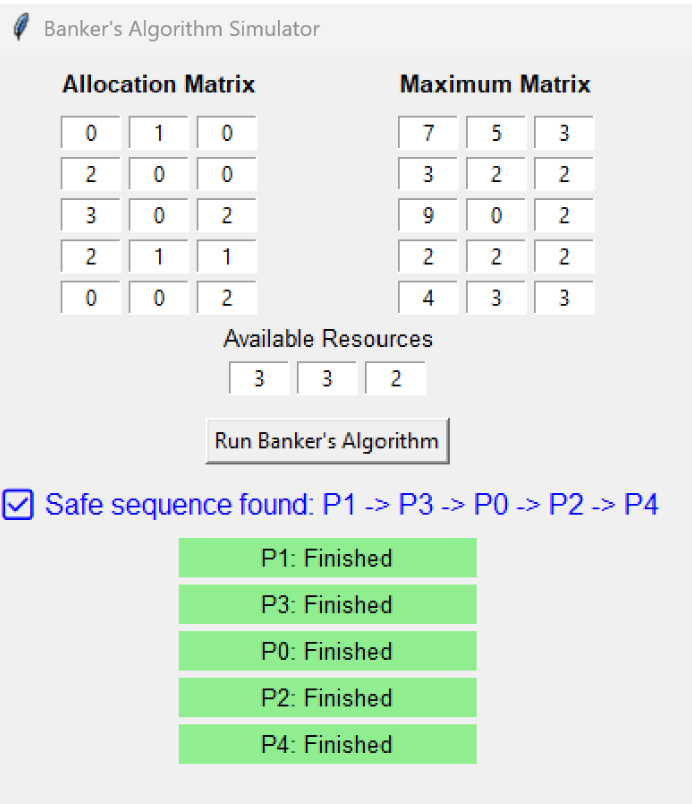 Banker's Algorithm Simulator
Allocation Matrix Maximum Matrix
0 1 0 7 5 3
2 0 0 3 2 2
3 0 2 9 0 2
2 1 1 2 2 2
0 0 2 4 3 3
Available Resources
3 3 2
Run Banker's Algorithm
Safe sequence found: P1 -> P3 -> P0 -> P2 -> P4
P1: Finished
P3: Finished
P0: Finished
P2: Finished
P4: Finished